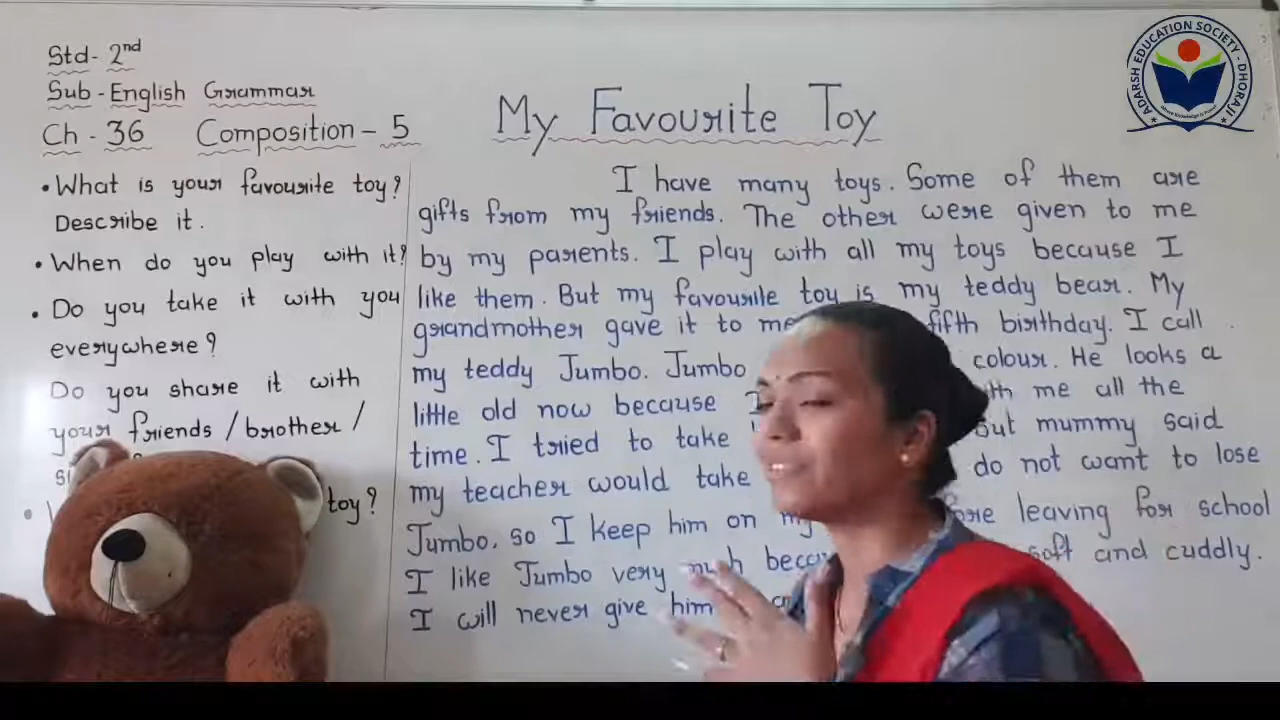 Std- 2nd
Sub - English Grammar
Ch - 36 Composition - 5
• What is your favourite toy?
Describe it.
• When do you play with it?
• Do you take it with you
everywhere?
Do you share it with
your friends / brother /
toy?
My Favourite Toy
I have many toys. Some of them are
gifts from my friends. The other were given to me
by my parents. I play with all my toys because I
like them. But my favourite toy is my teddy bear. My
grandmother gave it to me fifth birthday. I call
my teddy Jumbo. Jumbo colour. He looks a
little old now because me all the
time. I tried to take but mummy said
my teacher would take do not want to lose
Jumbo, so I keep him on leaving for school
I like Jumbo very much soft and cuddly.
I will never give him
ADARSH EDUCATION SOCIETY - DHORAJI